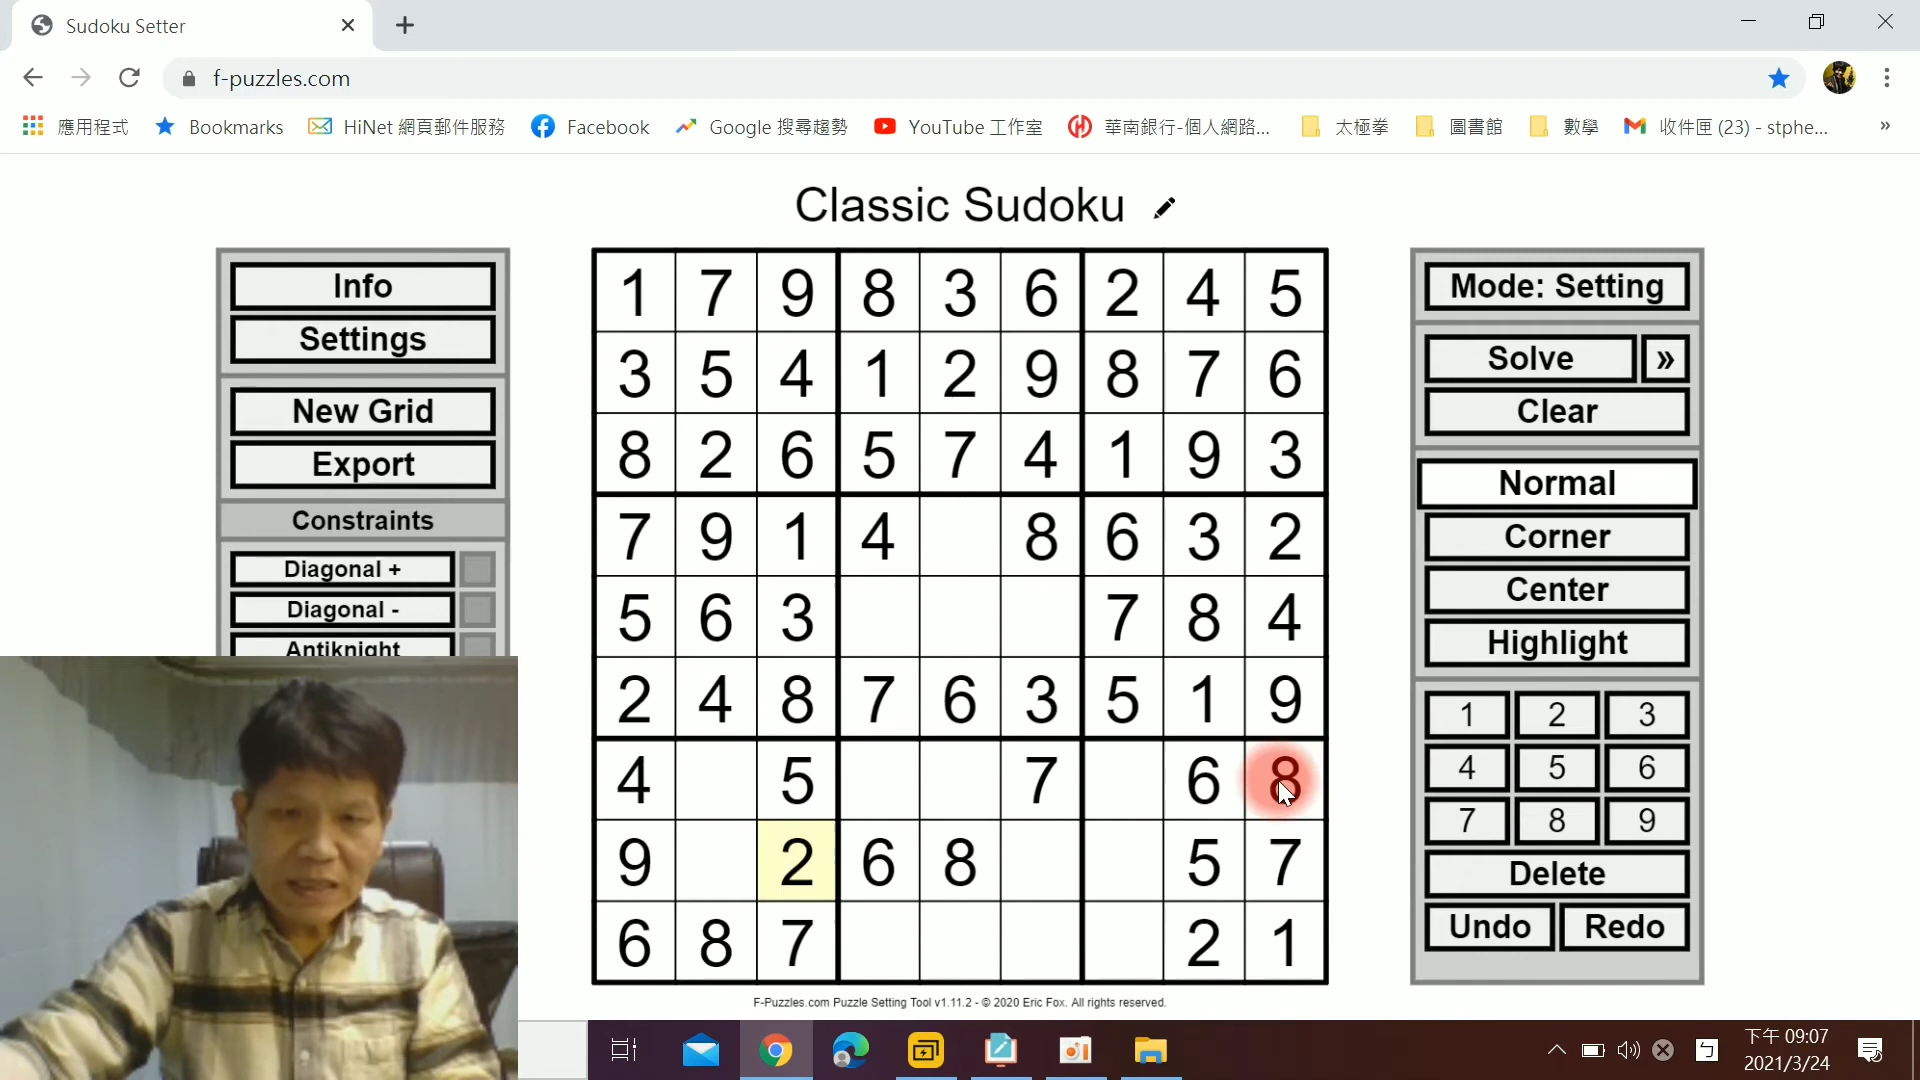 Sudoku Setter
f-puzzles.com
應用程式 Bookmarks HiNet 網頁郵件服務 Facebook Google 搜尋趨勢 YouTube 工作室 華南銀行-個人網路... 太極拳 圖書館 數學 收件匣 (23) - stphe... »
Classic Sudoku
Info
Settings
New Grid
Export
Constraints
Diagonal +
Diagonal -
Antiknight
1 7 9 8 3 6 2 4 5
3 5 4 1 2 9 8 7 6
8 2 6 5 7 4 1 9 3
7 9 1 4 8 6 3 2
5 6 3 7 8 4
2 4 8 7 6 3 5 1 9
4 5 7 6 8
9 2 6 8 5 7
6 8 7 2 1
Mode: Setting
Solve »
Clear
Normal
Corner
Center
Highlight
1 2 3
4 5 6
7 8 9
Delete
Undo Redo
F-Puzzles.com Puzzle Setting Tool v1.11.2 - © 2020 Eric Fox. All rights reserved.
ㄅ
下午 09:07
2021/3/24